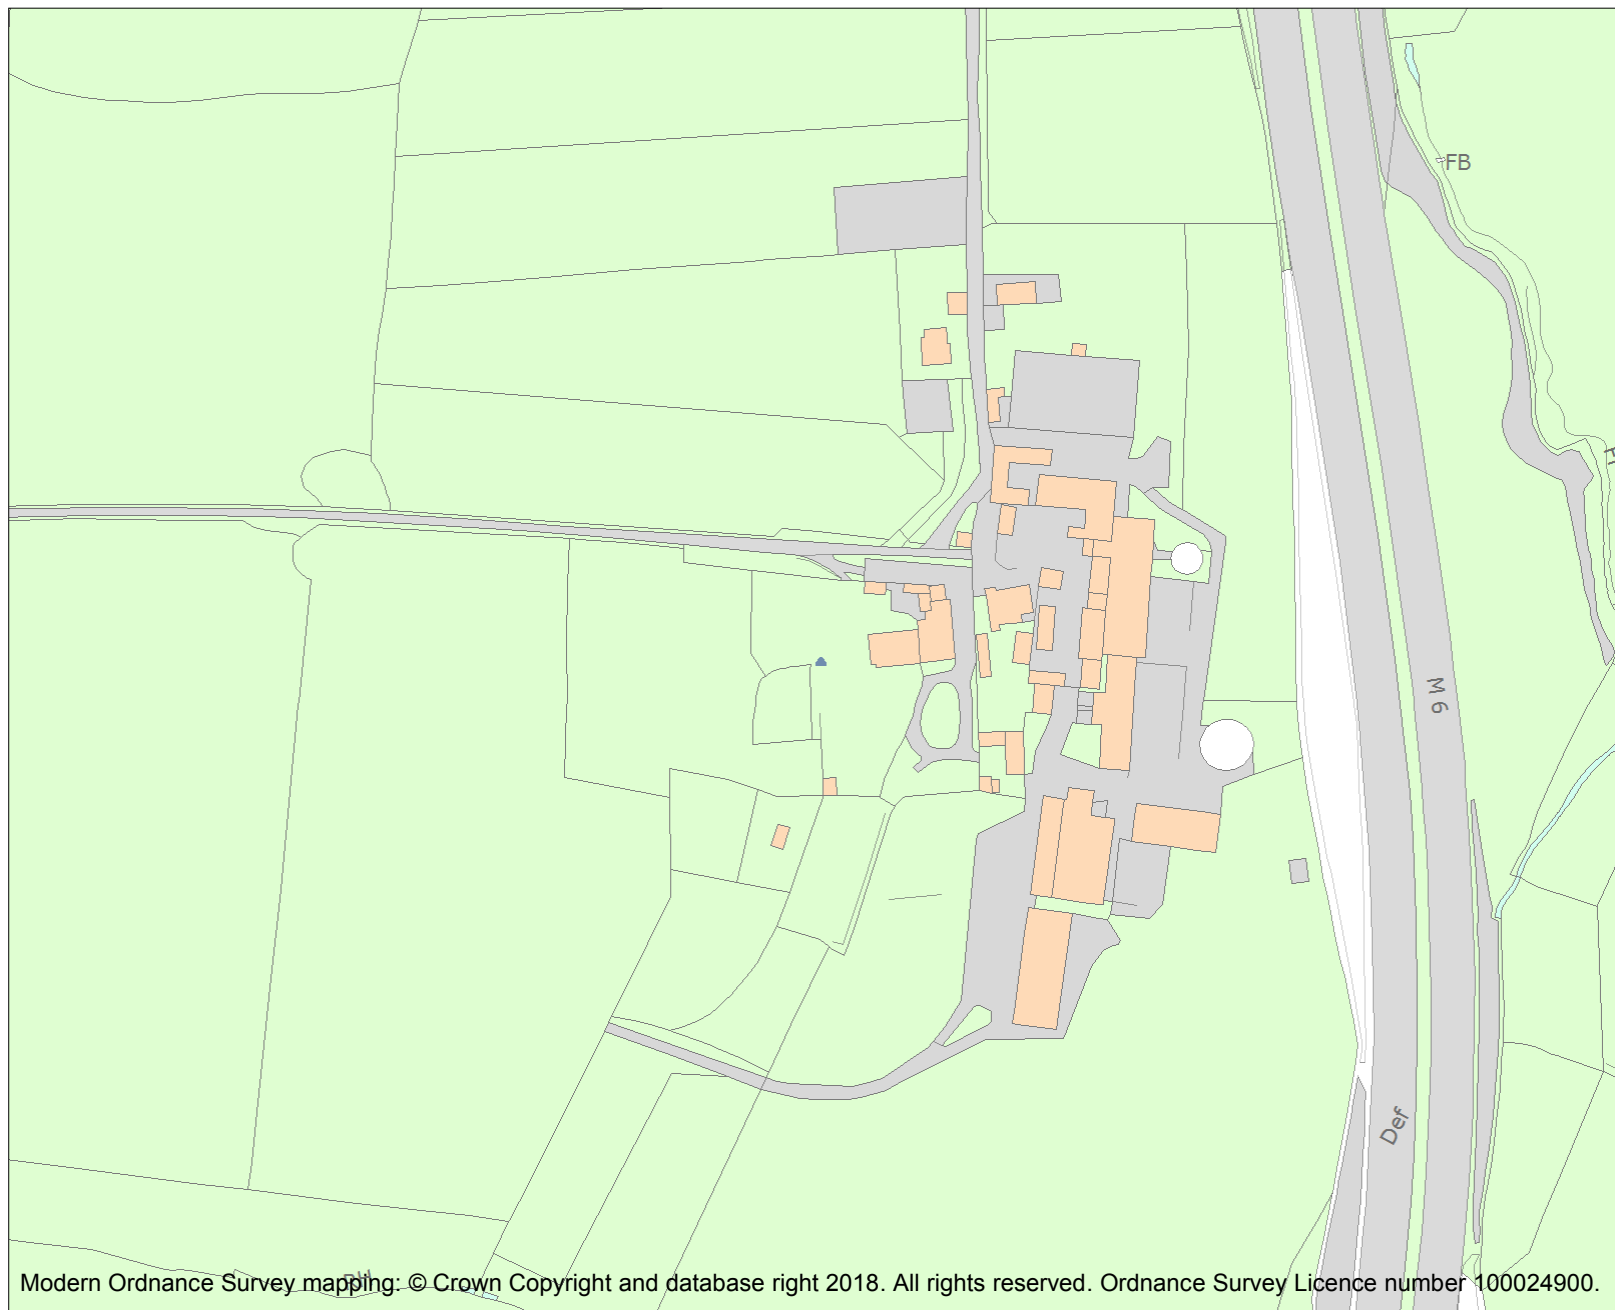 FB
M 6
Def
RH
Modern Ordnance Survey mapping: © Crown Copyright and database right 2018. All rights reserved. Ordnance Survey Licence number 100024900.